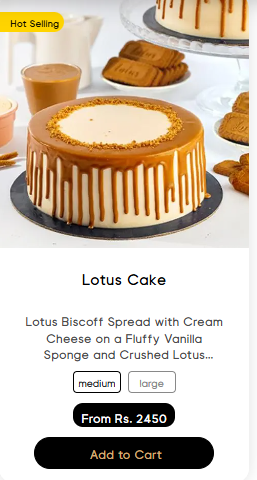 Hot Selling
Lotus Cake
Lotus Biscoff Spread with Cream
Cheese on a Fluffy Vanilla
Sponge and Crushed Lotus...
medium
large
From Rs. 2450
Add to Cart